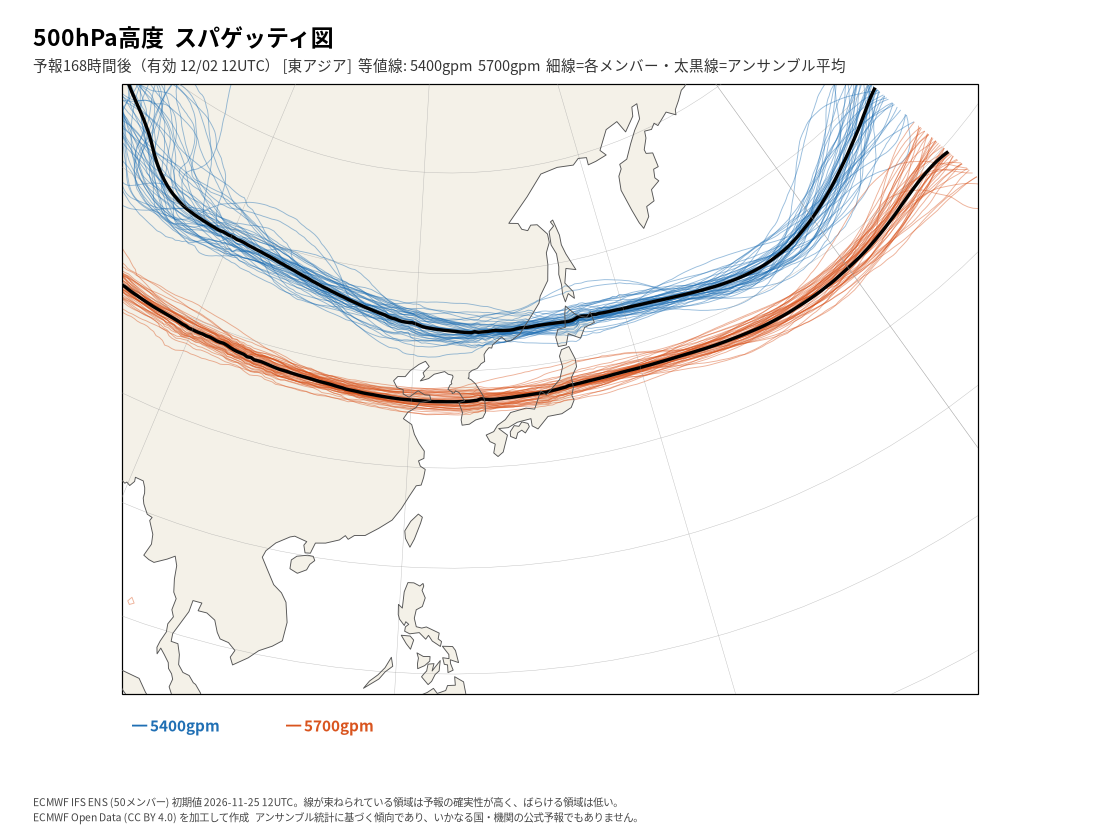 500hPa高度 スパゲッティ図
予報168時間後（有効 12/02 12UTC） [東アジア] 等値線: 5400gpm 5700gpm 細線=各メンバー・太黒線=アンサンブル平均
5400gpm 5700gpm
ECMWF IFS ENS (50メンバー) 初期値 2026-11-25 12UTC。線が束ねられている領域は予報の確実性が高く、ばらける領域は低い。
ECMWF Open Data (CC BY 4.0) を加工して作成 アンサンブル統計に基づく傾向であり、いかなる国・機関の公式予報でもありません。